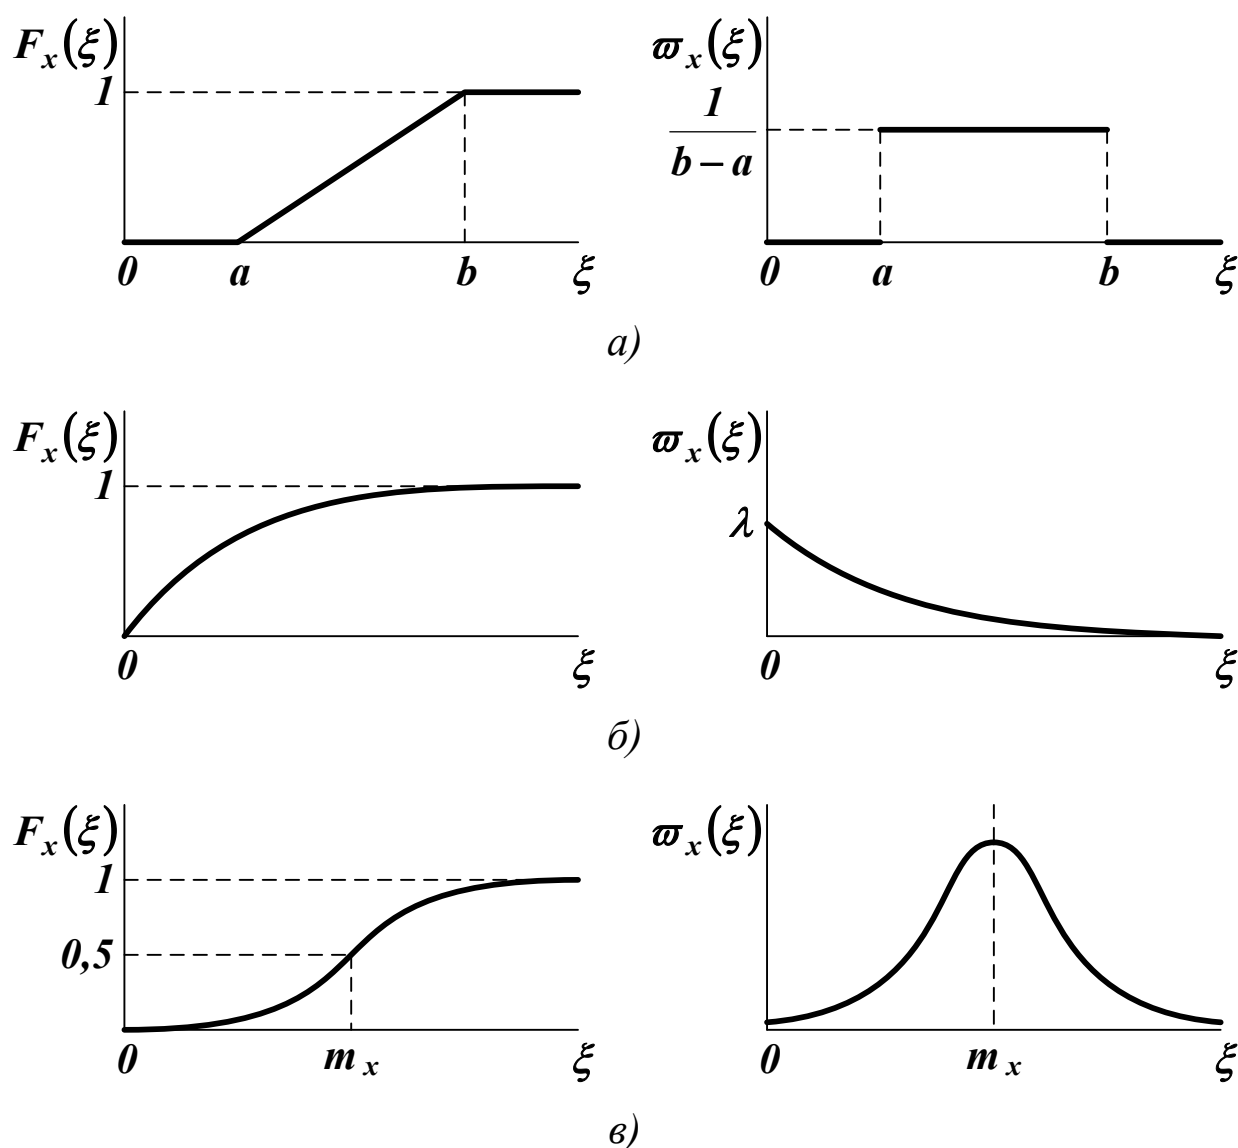 F_x(ξ) ϖ_x(ξ)
1 1
b – a
0 a b ξ 0 a b ξ
а)
F_x(ξ) ϖ_x(ξ)
1
λ
0 ξ 0 ξ
б)
F_x(ξ) ϖ_x(ξ)
1
0,5
0 m_x ξ 0 m_x ξ
в)